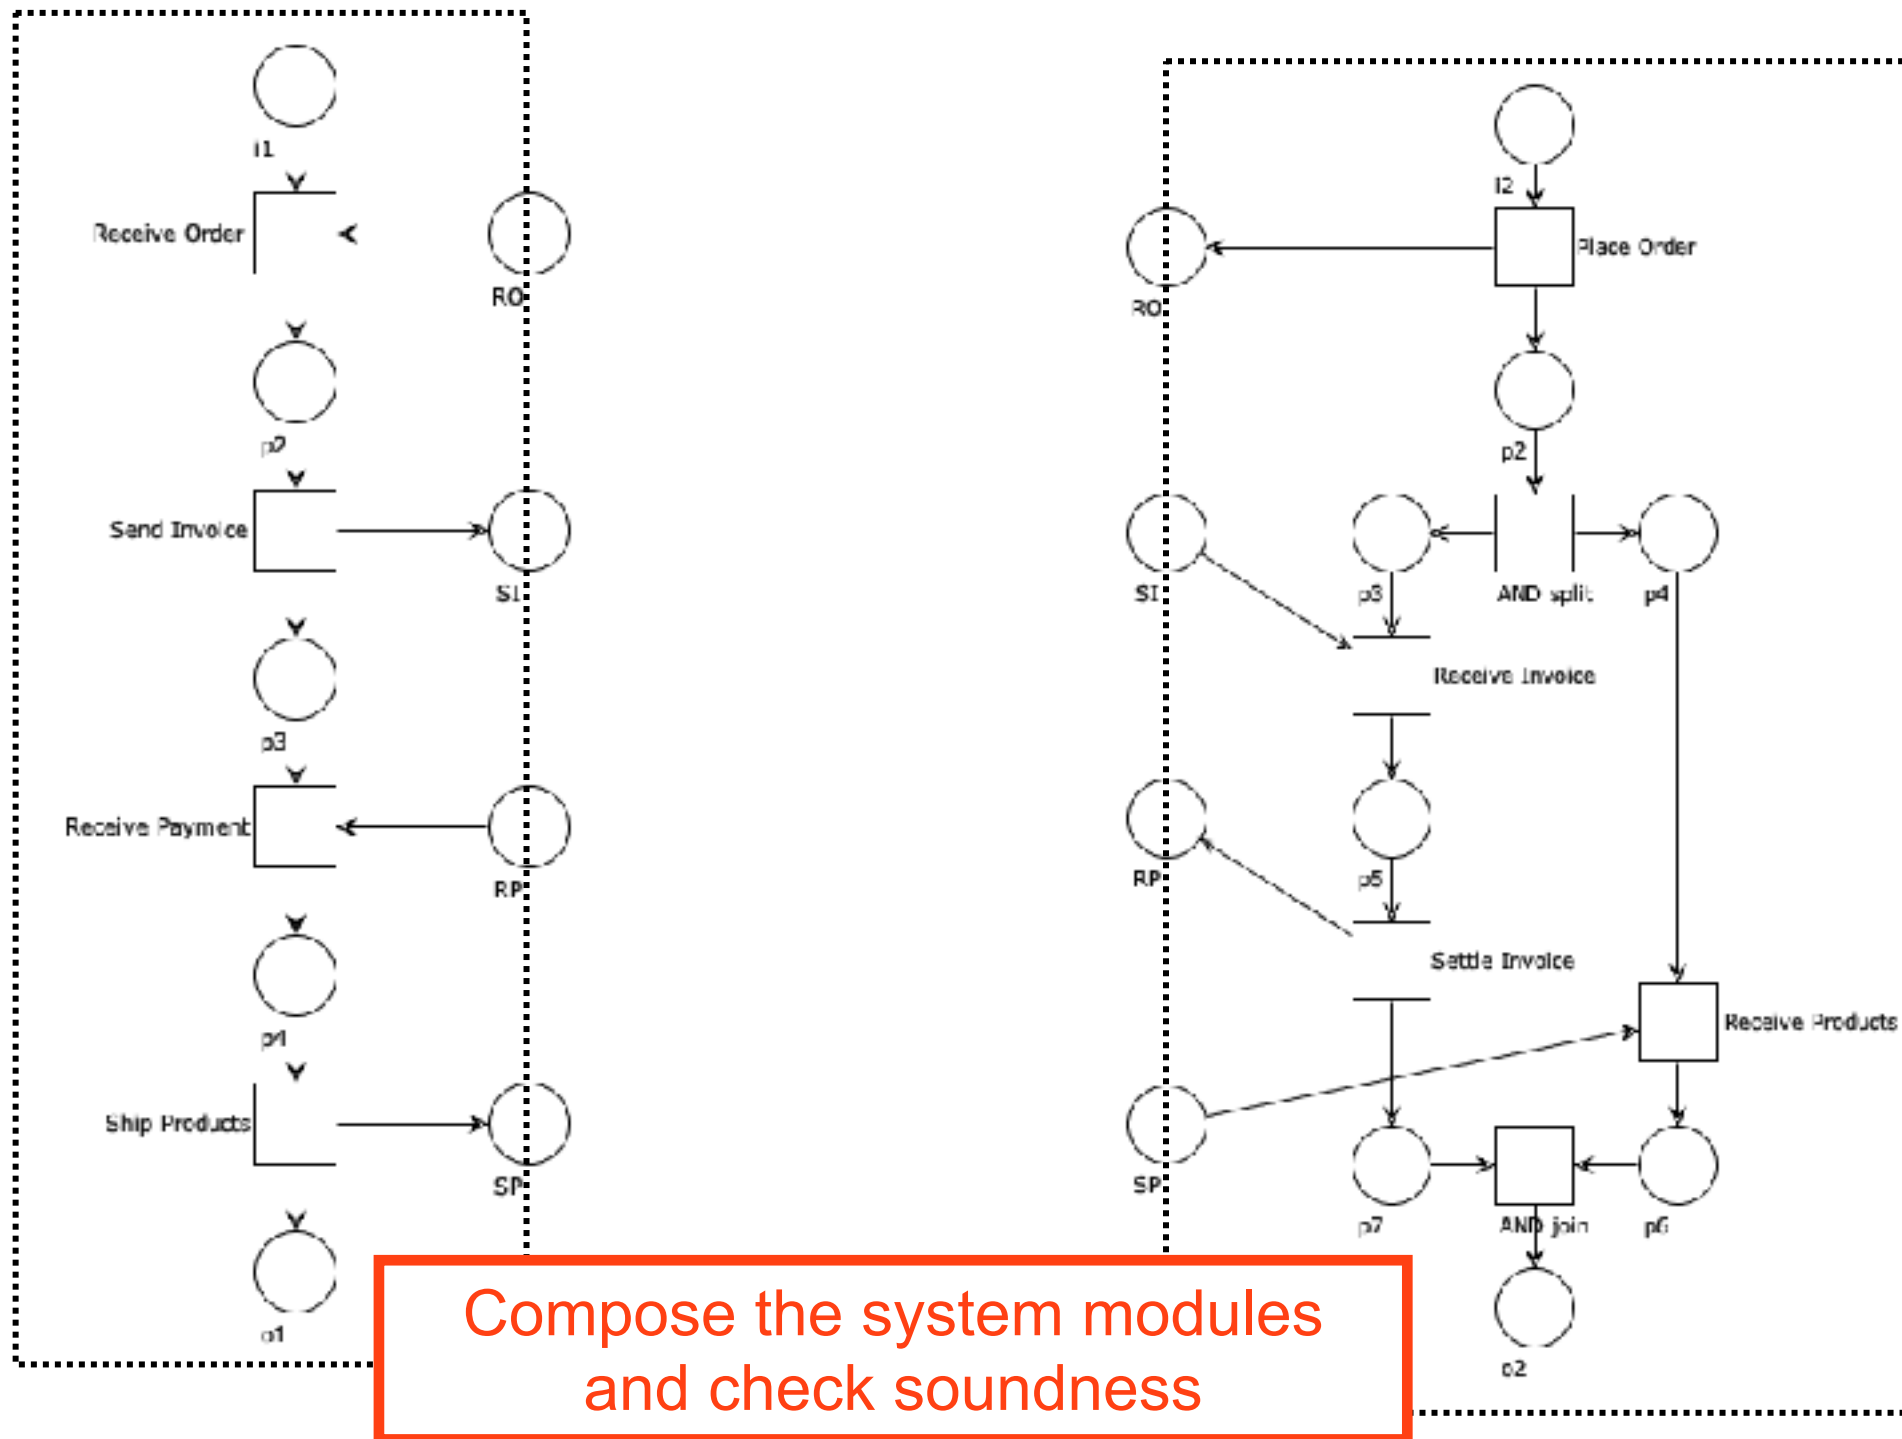 i1
Receive Order
RO
p2
Send Invoice
SI
p3
Receive Payment
RP
p4
Ship Products
SP
o1
i2
Place Order
RO
p2
SI
p3
AND split
p4
Receive Invoice
RP
p5
Settle Invoice
Receive Products
SP
p7
AND join
p6
o2
Compose the system modules
and check soundness